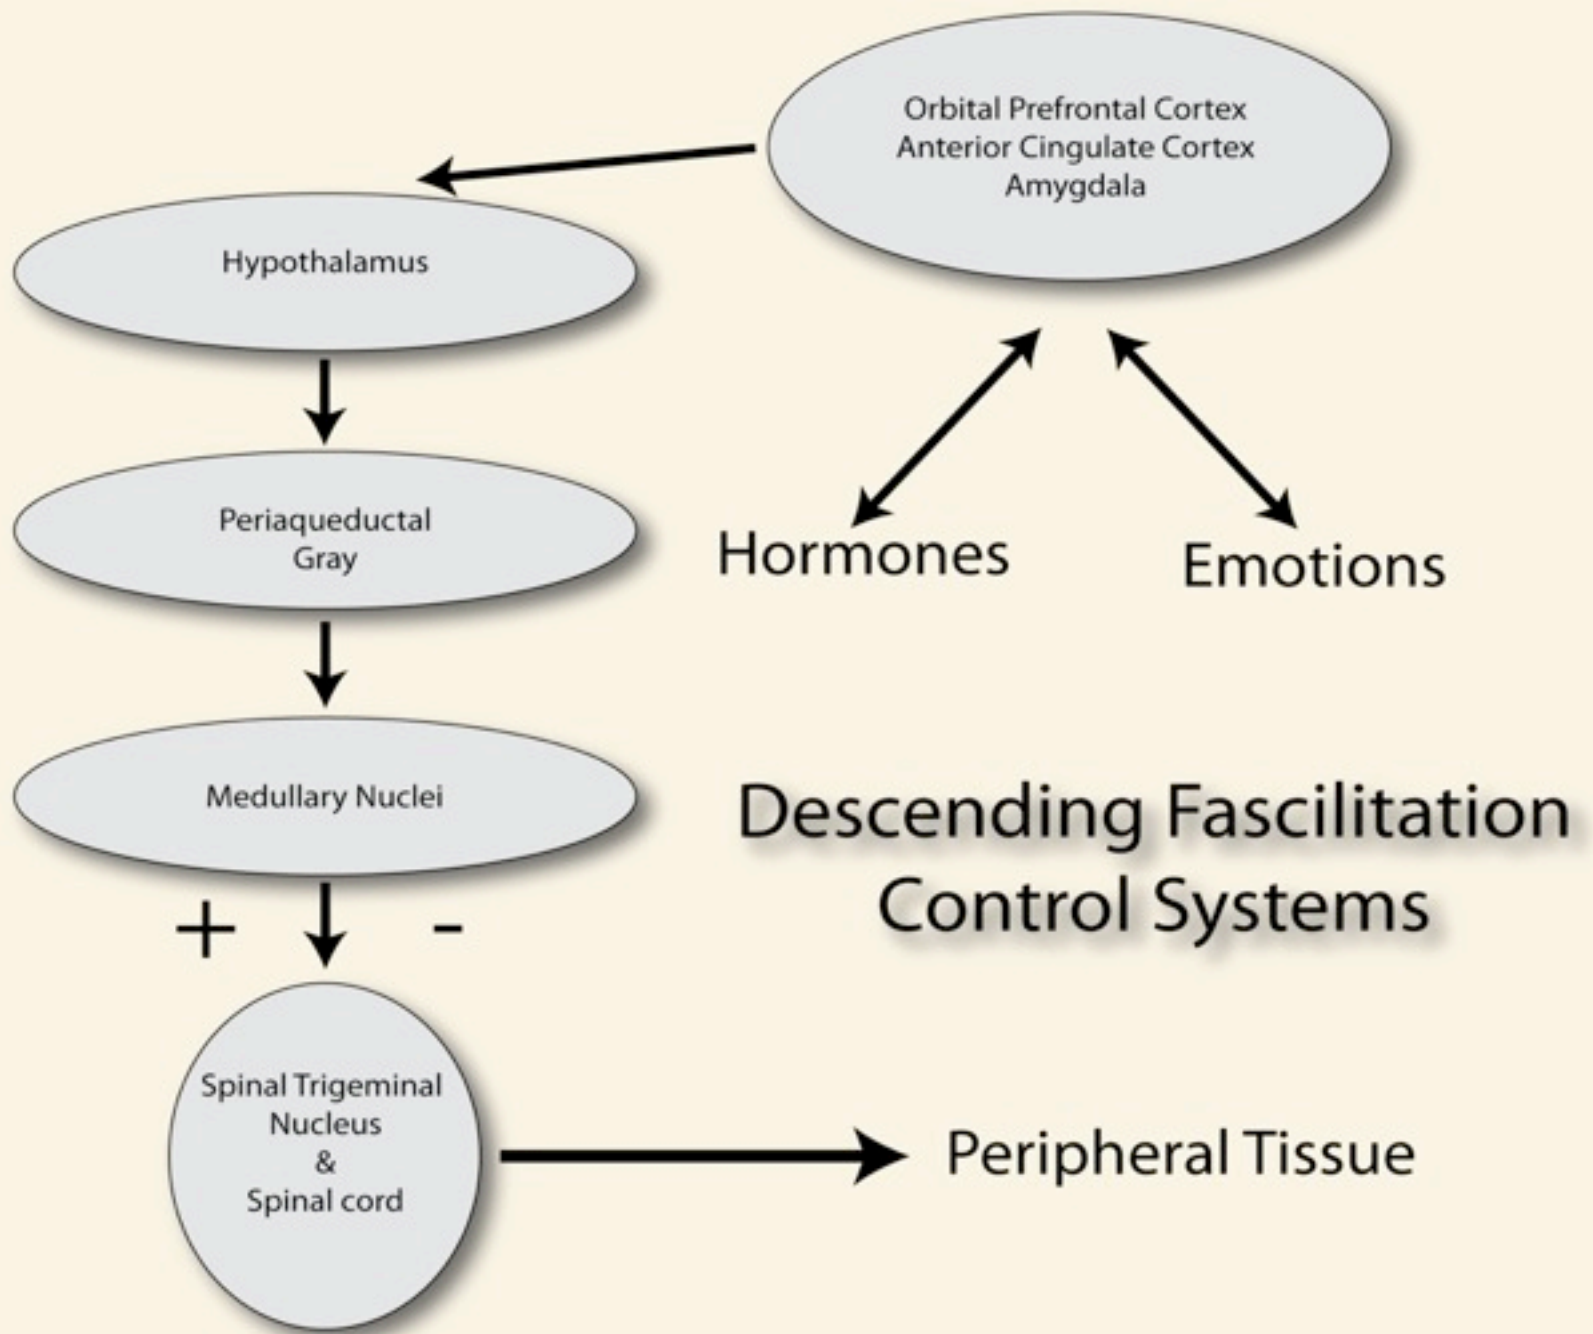 Orbital Prefrontal Cortex
Anterior Cingulate Cortex
Amygdala
Hypothalamus
Periaqueductal
Gray
Hormones
Emotions
Medullary Nuclei
Descending Fascilitation
Control Systems
+ -
Spinal Trigeminal
Nucleus
&
Spinal cord
Peripheral Tissue